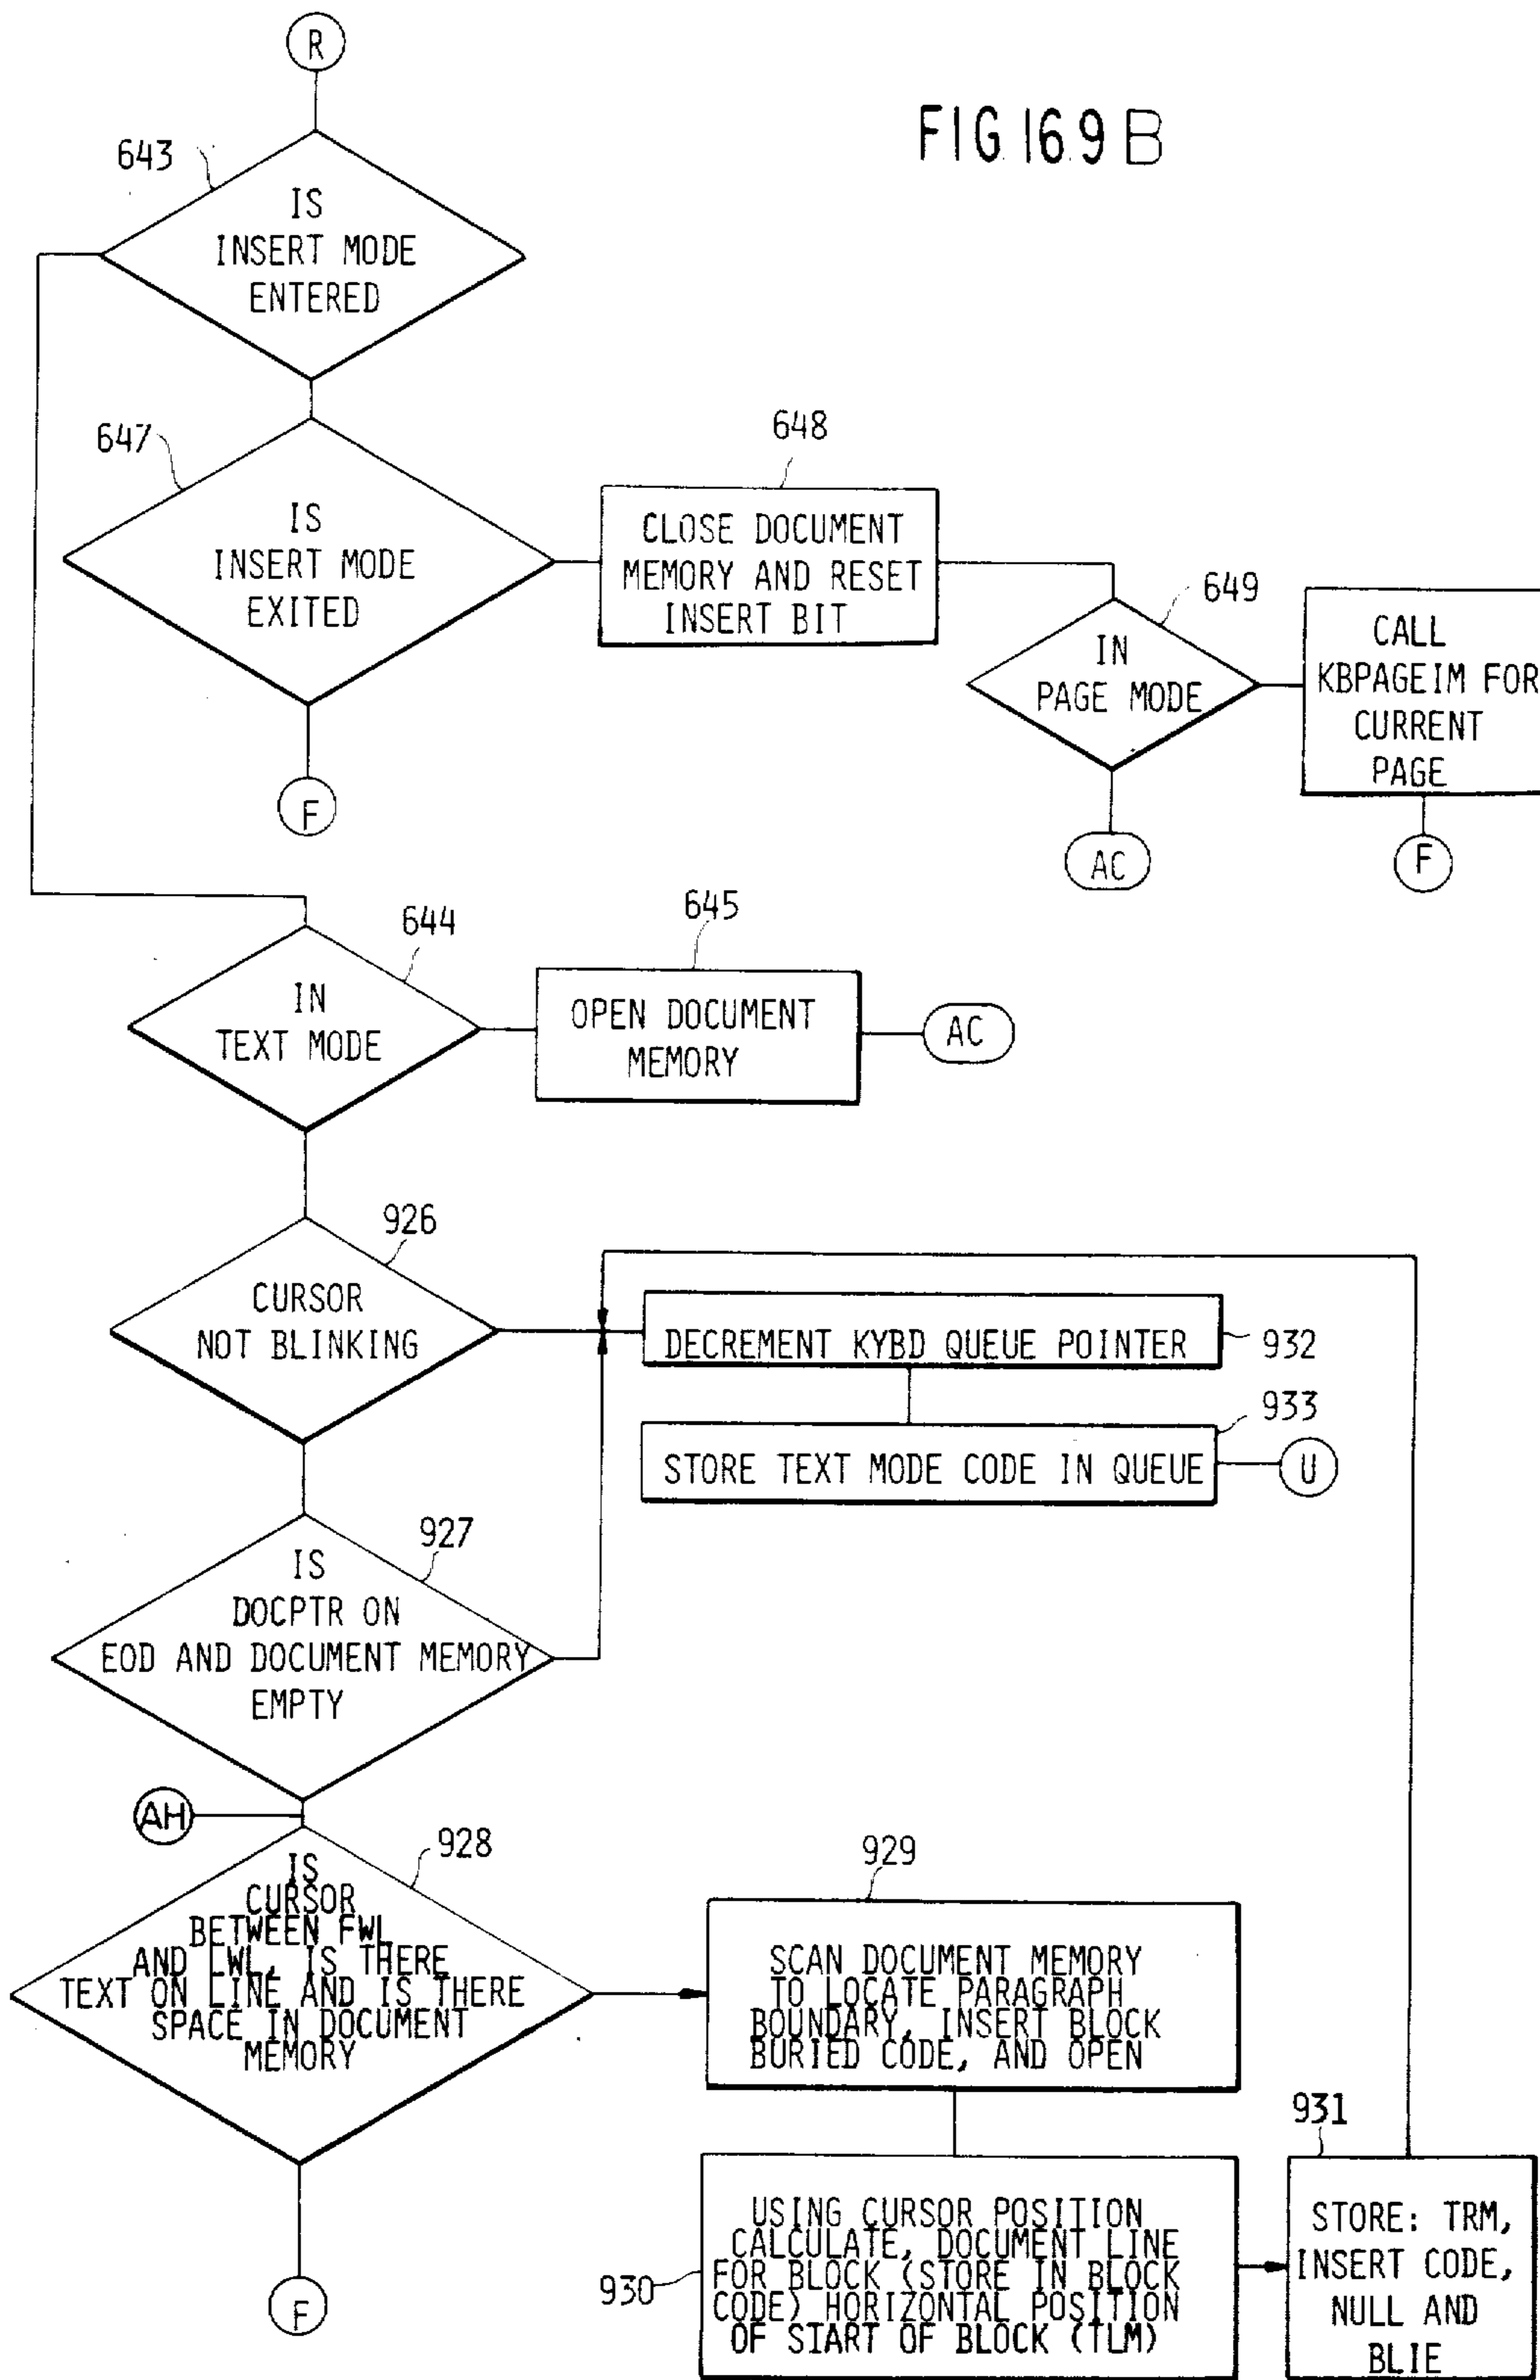 R
FIG 16.9 B
643
IS
INSERT MODE
ENTERED
647
IS
INSERT MODE
EXITED
648
CLOSE DOCUMENT
MEMORY AND RESET
INSERT BIT
649
IN
PAGE MODE
CALL
KBPAGEIM FOR
CURRENT
PAGE
F
AC
F
644
IN
TEXT MODE
645
OPEN DOCUMENT
MEMORY
AC
926
CURSOR
NOT BLINKING
DECREMENT KYBD QUEUE POINTER
932
933
STORE TEXT MODE CODE IN QUEUE
U
927
IS
DOCPTR ON
EOD AND DOCUMENT MEMORY
EMPTY
AH
928
IS
CURSOR
BETWEEN FWL
AND LWL, IS THERE
TEXT ON LINE AND IS THERE
SPACE IN DOCUMENT
MEMORY
929
SCAN DOCUMENT MEMORY
TO LOCATE PARAGRAPH
BOUNDARY, INSERT BLOCK
BURIED CODE, AND OPEN
F
930
USING CURSOR POSITION
CALCULATE, DOCUMENT LINE
FOR BLOCK (STORE IN BLOCK
CODE) HORIZONTAL POSITION
OF START OF BLOCK (TLM)
931
STORE: TRM,
INSERT CODE,
NULL AND
BLIE